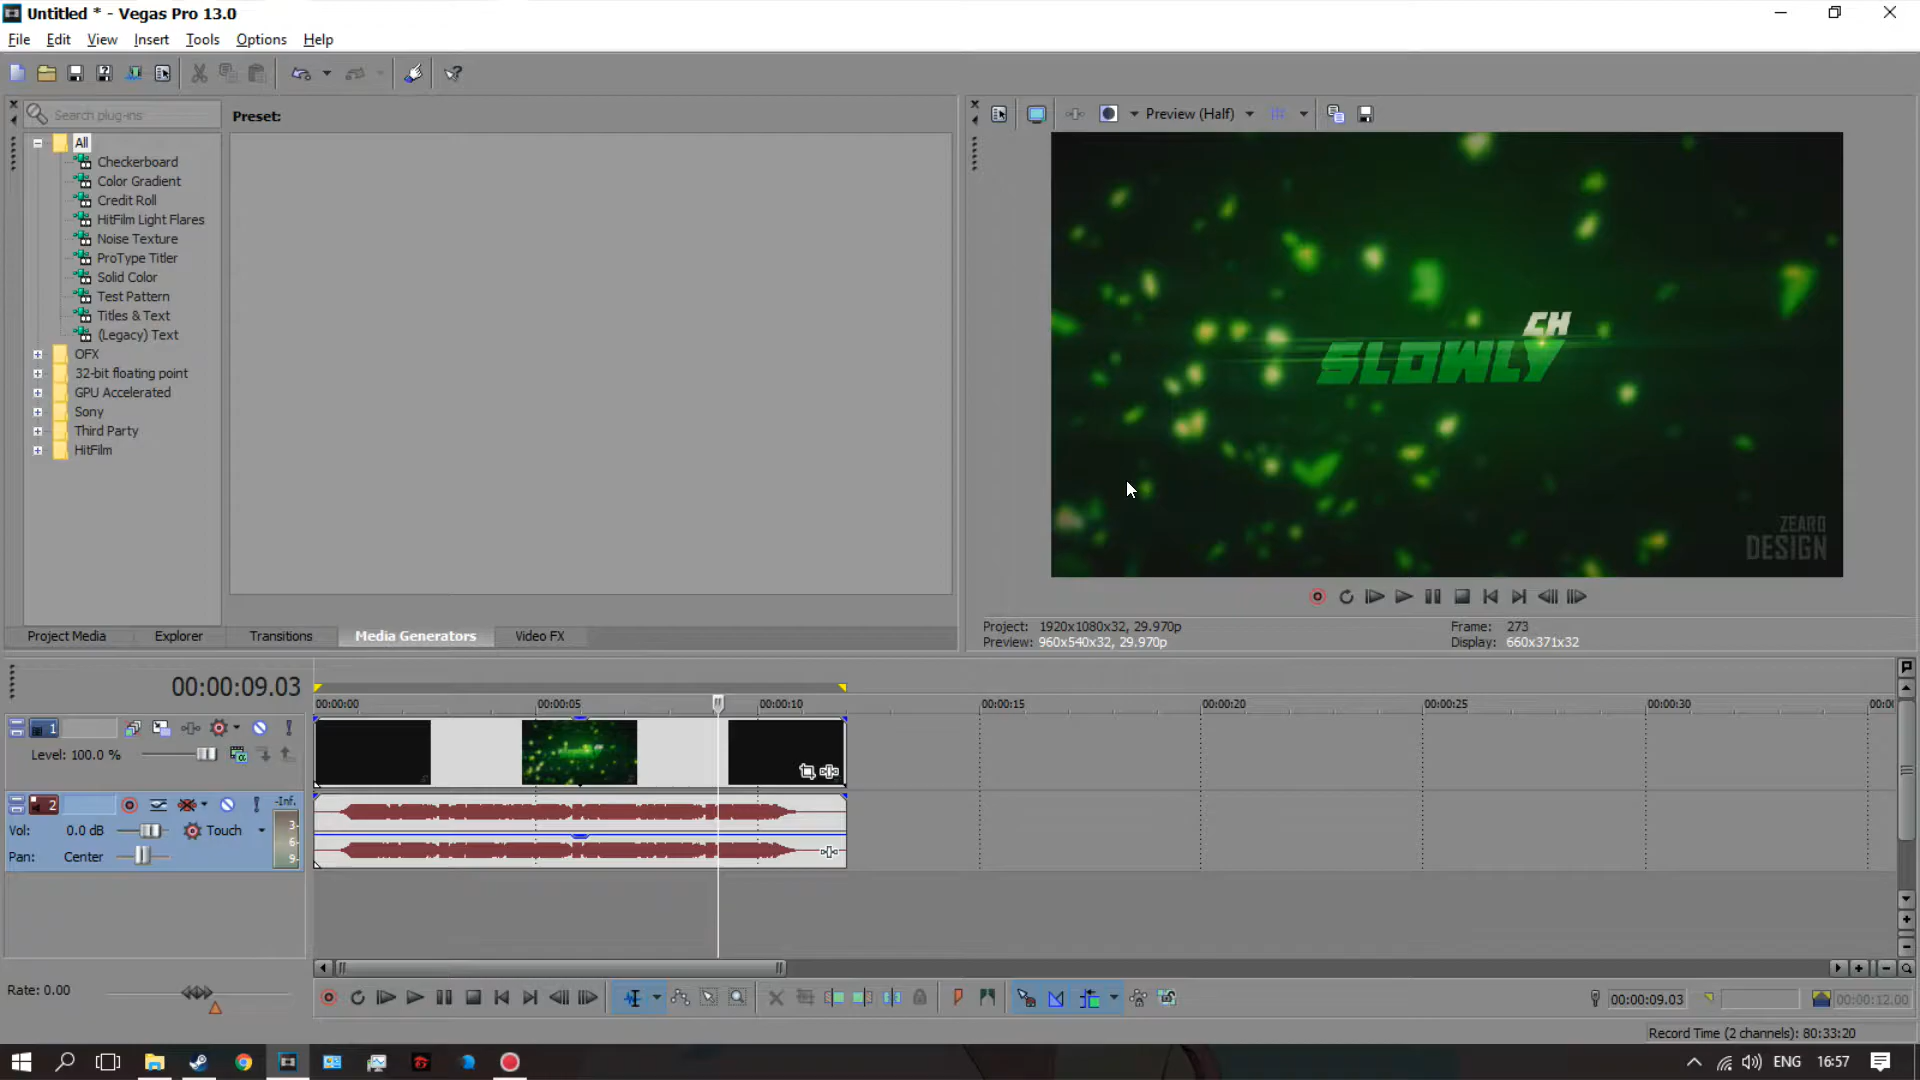 Untitled * - Vegas Pro 13.0
File Edit View Insert Tools Options Help
Search plug-ins
Preset:
Preview (Half)
All
Checkerboard
Color Gradient
Credit Roll
HitFilm Light Flares
Noise Texture
ProType Titler
Solid Color
Test Pattern
Titles & Text
(Legacy) Text
OFX
32-bit floating point
GPU Accelerated
Sony
Third Party
HitFilm
CH
SLOWLY
ZEARO
DESIGN
Project Media Explorer Transitions Media Generators Video FX
Project: 1920x1080x32, 29.970p Frame: 273
Preview: 960x540x32, 29.970p Display: 660x371x32
00:00:09.03
00:00:00 00:00:05 00:00:10 00:00:15 00:00:20 00:00:25 00:00:30
1
Level: 100.0 %
2 -Inf.
Vol: 0.0 dB Touch 3-
6-
Pan: Center 9-
Rate: 0.00
00:00:09.03 00:00:12.00
Record Time (2 channels): 80:33:20
ENG 16:57